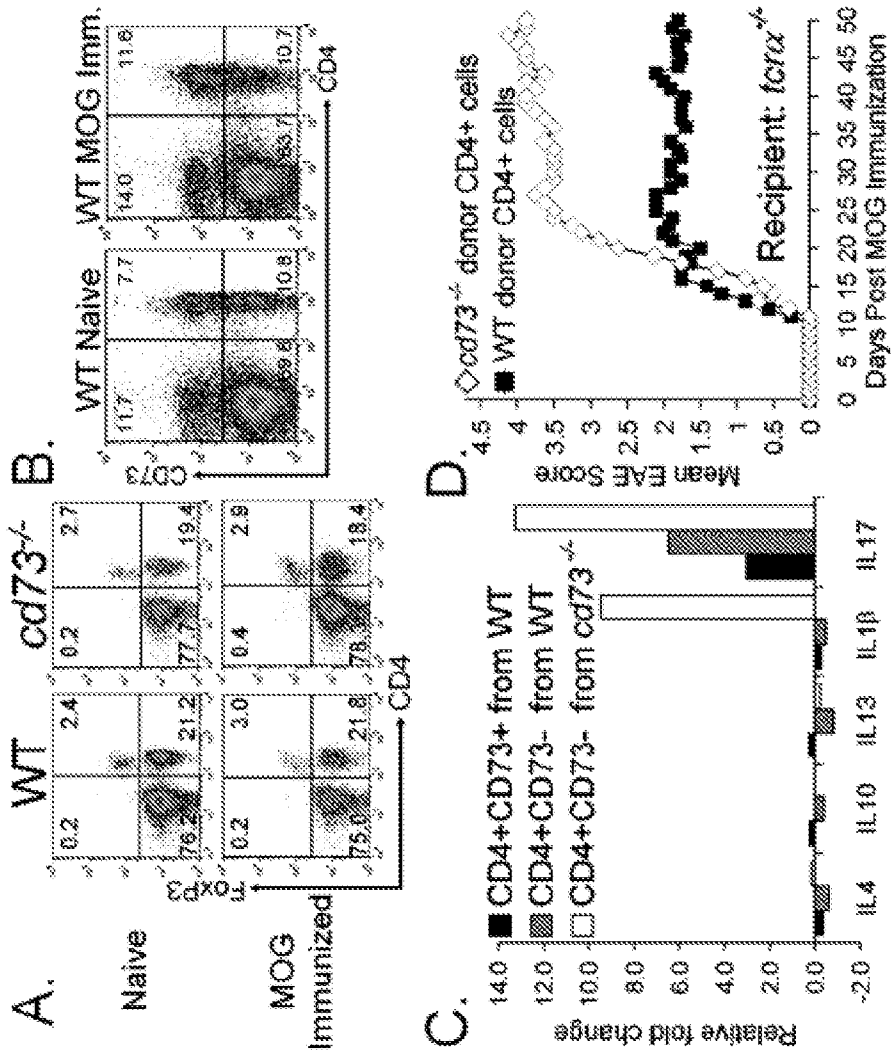 A.
WT
cd73-/-
Naive
0.2
2.4
76.2
21.2
0.2
2.7
77.7
19.4
MOG
Immunized
0.2
3.0
75.0
21.8
0.4
2.9
78.
18.4
FoxP3
CD4
B.
WT Naive
WT MOG Imm.
11.7
7.7
69.8
10.8
14.0
11.6
63.7
10.7
CD73
CD4
C.
Relative fold change
14.0
12.0
10.0
8.0
6.0
4.0
2.0
0.0
-2.0
CD4+CD73+ from WT
CD4+CD73- from WT
CD4+CD73- from cd73-/-
IL4
IL10
IL13
IL1β
IL17
D.
Mean EAE Score
4.5
4
3.5
3
2.5
2
1.5
1
0.5
0
cd73-/- donor CD4+ cells
WT donor CD4+ cells
Recipient: tcrα-/-
0 5 10 15 20 25 30 35 40 45 50
Days Post MOG Immunization